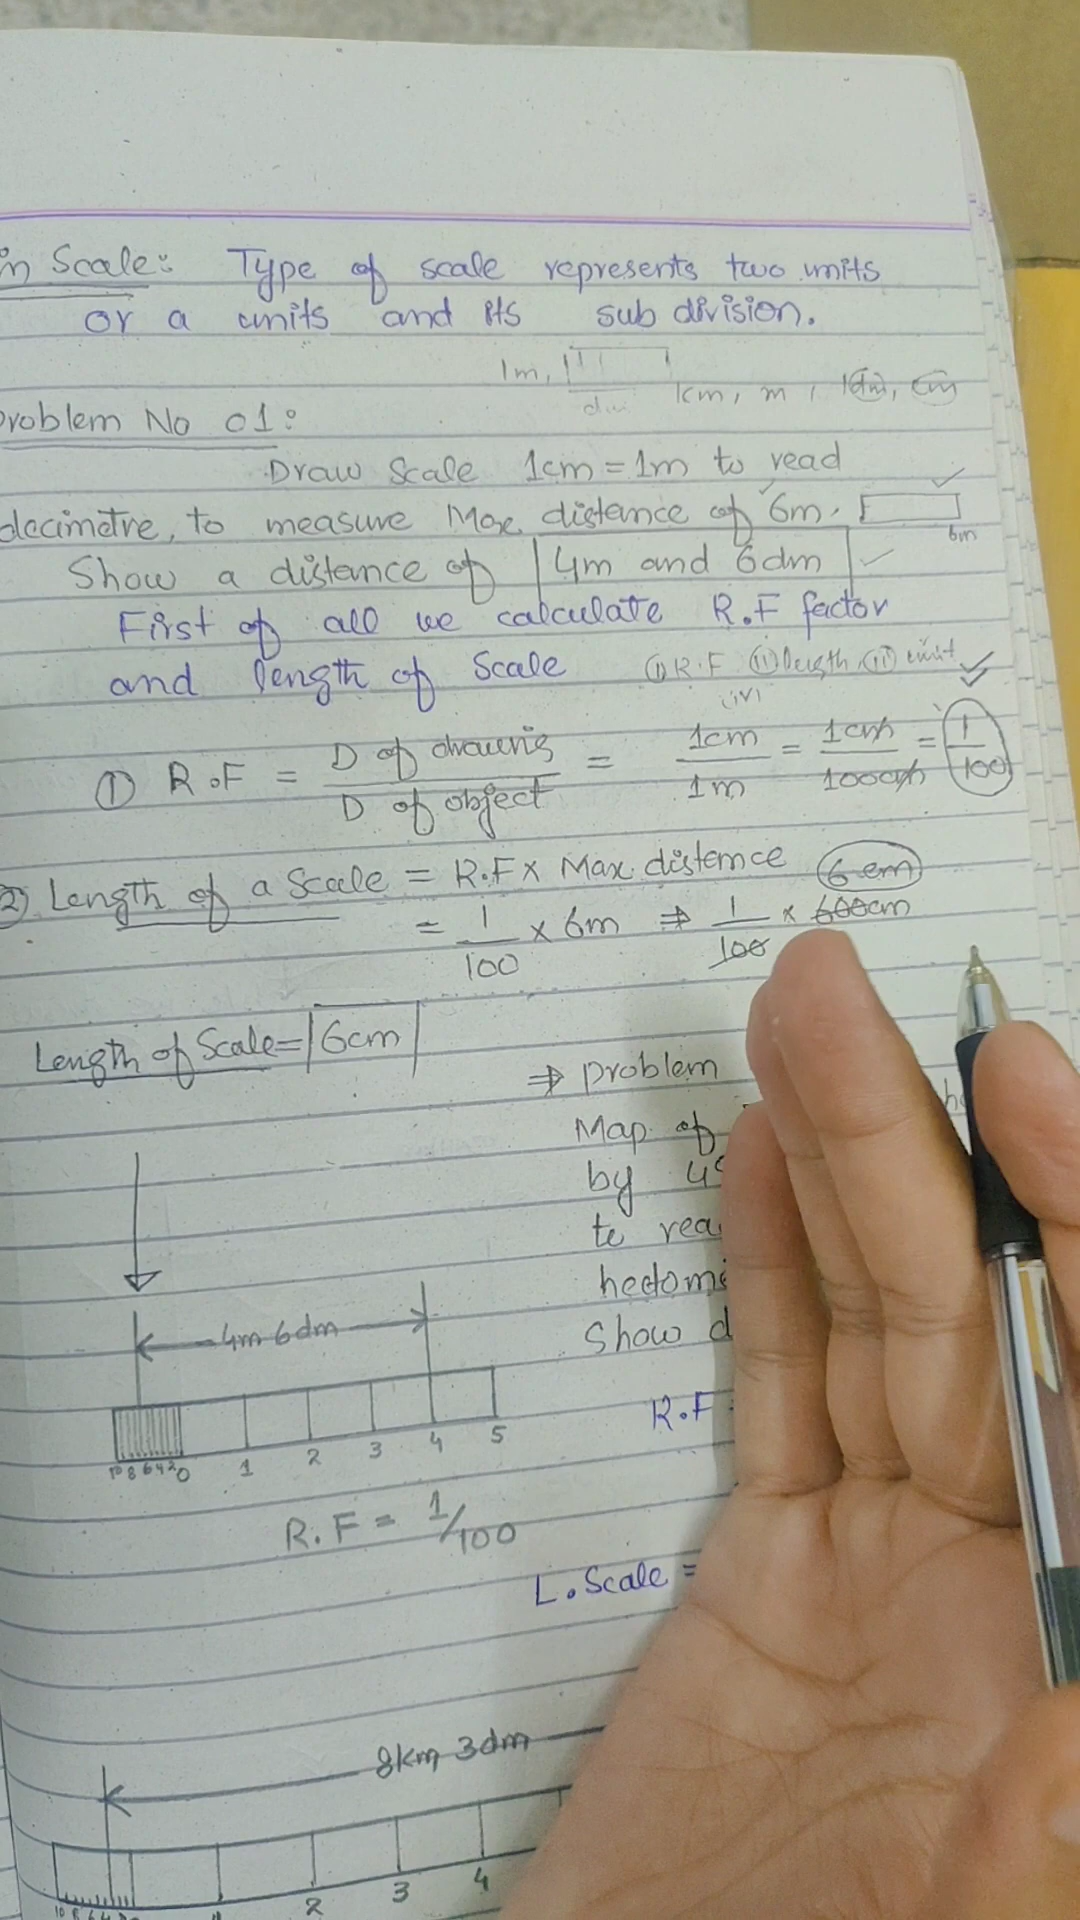 in Scale: Type of scale represents two units
or a units and its sub division.
1m, km, m,
roblem No 01:
Draw Scale 1cm = 1m to read
decimetre, to measure Max distance of 6m.
6m
Show a distance of 4m and 6dm
First of all we calculate R.F factor
and length of Scale (i) R.F (ii) length (iii) unit
(iv)
① R.F = D of drawing / D of object = 1cm / 1m = 1cm / 100cm = 1/100
2) Length of a Scale = R.F x Max distance 6cm
= 1/100 x 6m ⇒ 1/100 x 600cm
Length of Scale = 6cm
⇒ Problem
Map of
by 4
te rea
hectom
Show d
4m 6dm
10 8 6 4 2 0 1 2 3 4 5
R.F
R.F = 1/100
L. Scale =
8km 3dm
2 3 4